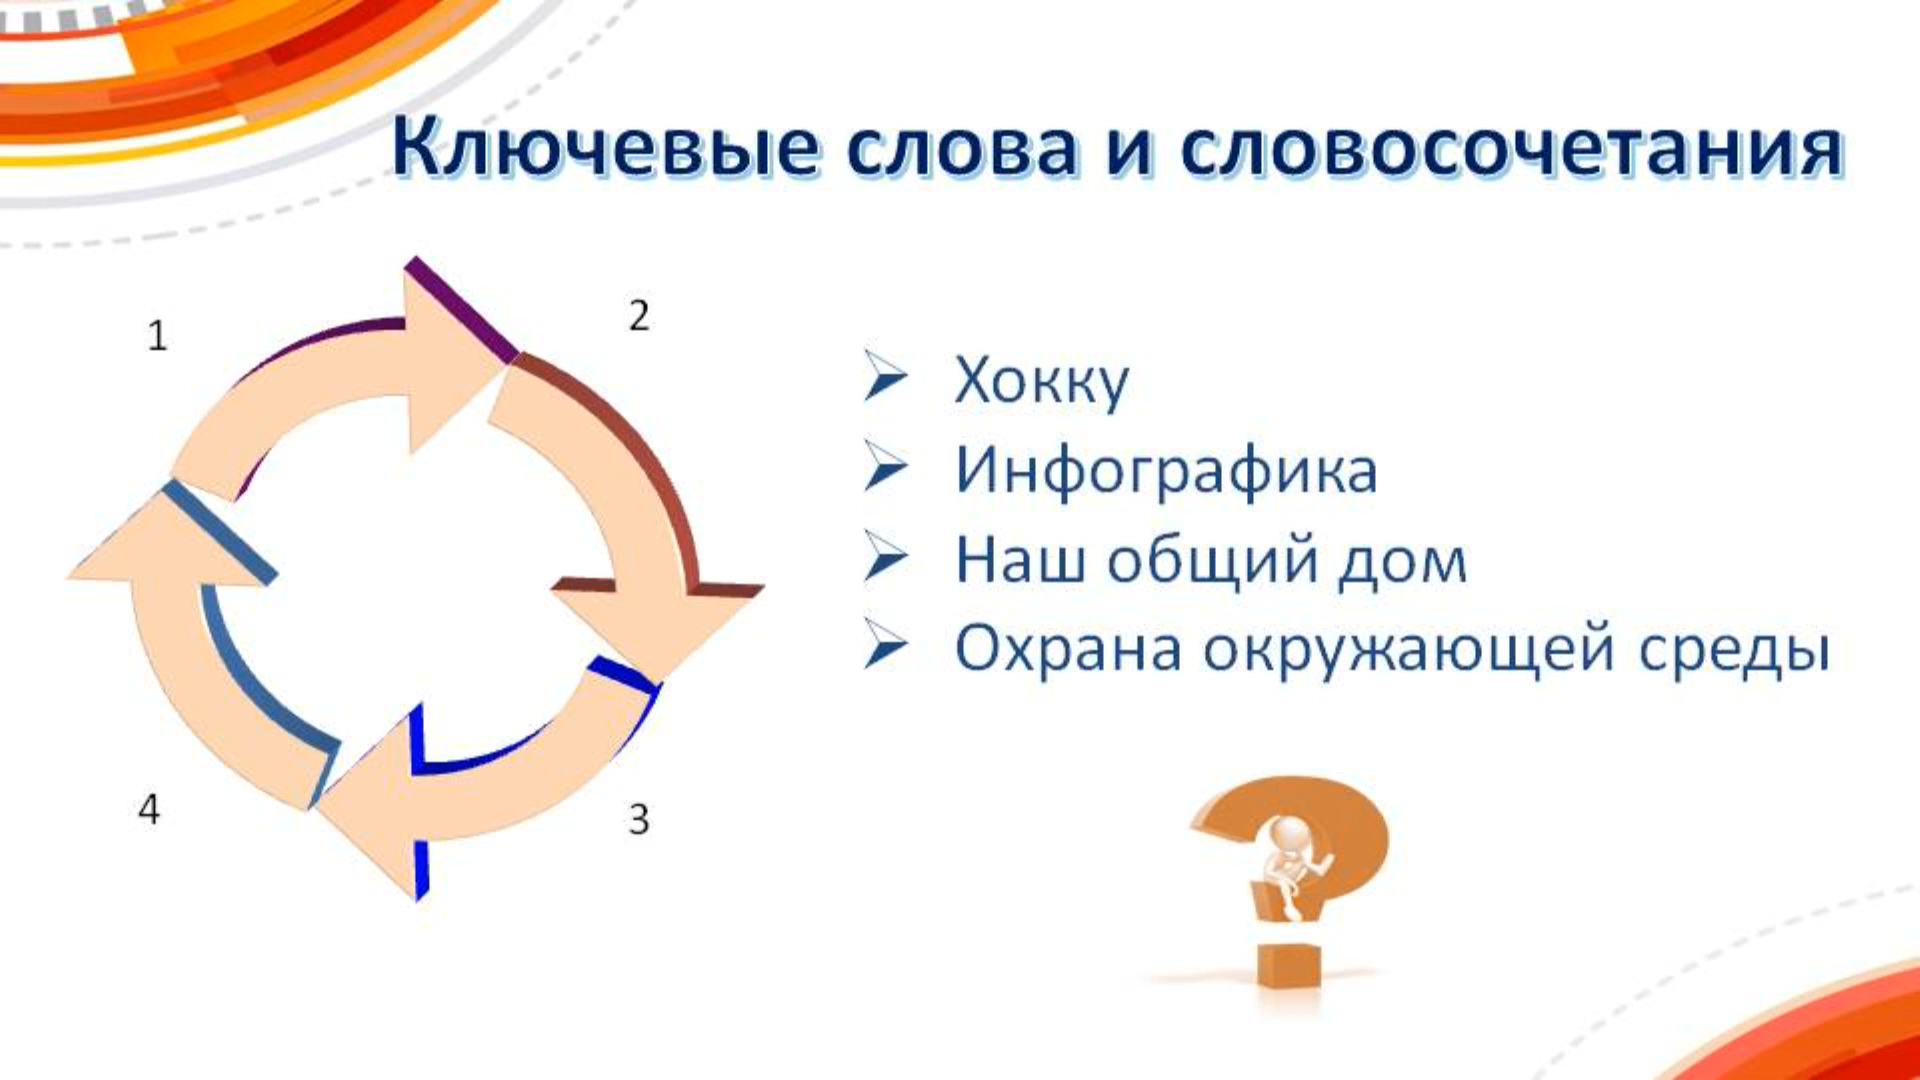 Ключевые слова и словосочетания
1
2
Хокку
Инфографика
Наш общий дом
Охрана окружающей среды
4
3